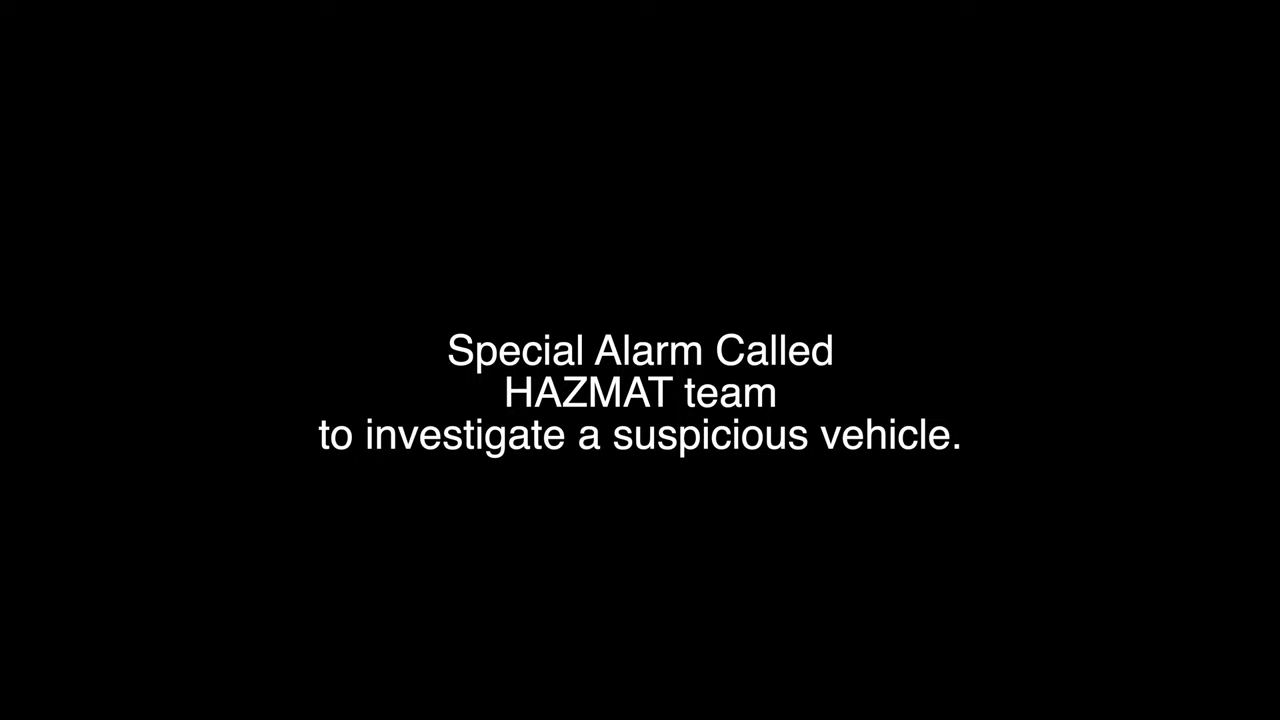 Special Alarm Called
HAZMAT team
to investigate a suspicious vehicle.